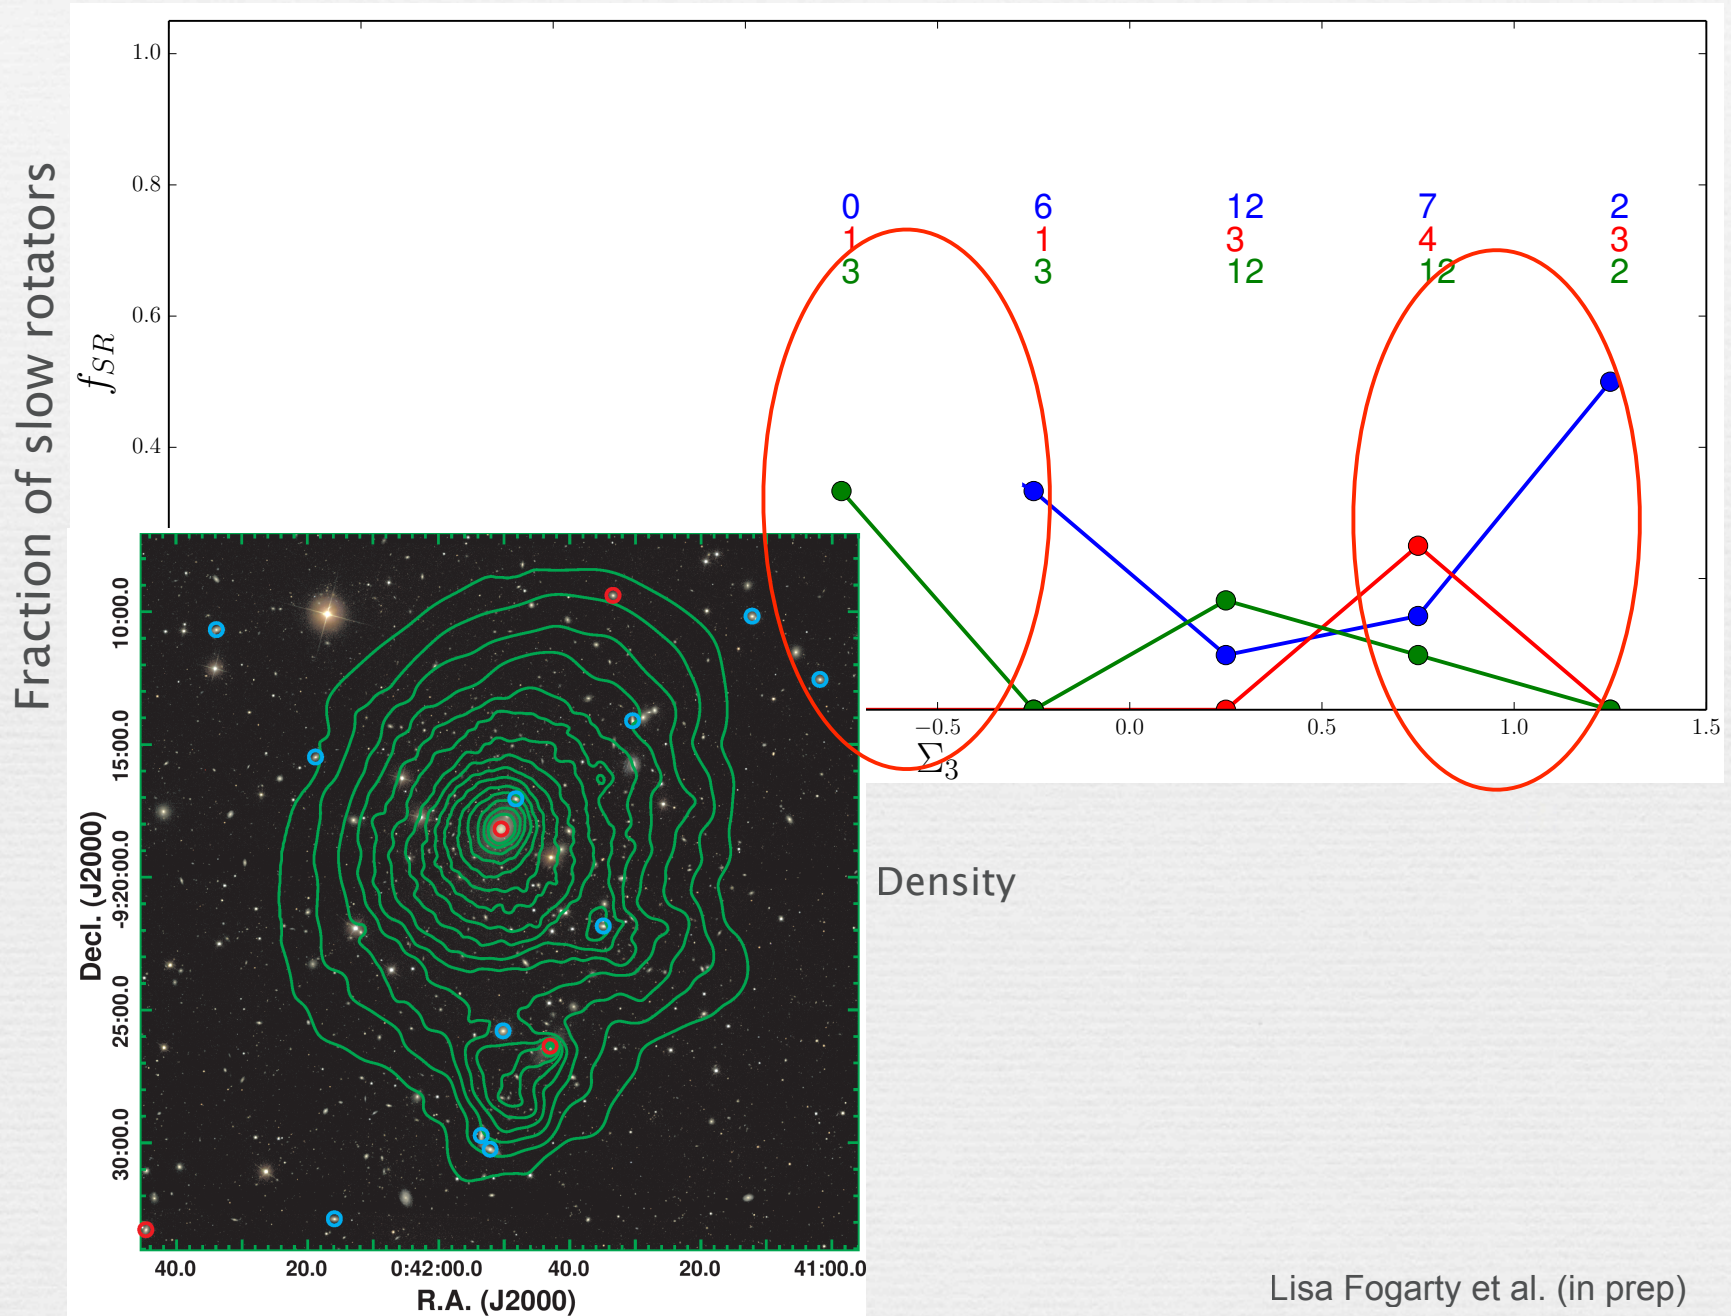 Fraction of slow rotators
f_SR
1.0
0.8
0.6
0.4
0 6 12 7 2
1 1 3 4 3
3 3 12 12 2
−0.5 0.0 0.5 1.0 1.5
Σ3
Density
Decl. (J2000)
10:00.0
15:00.0
-9:20:00.0
25:00.0
30:00.0
40.0 20.0 0:42:00.0 40.0 20.0 41:00.0
R.A. (J2000)
Lisa Fogarty et al. (in prep)